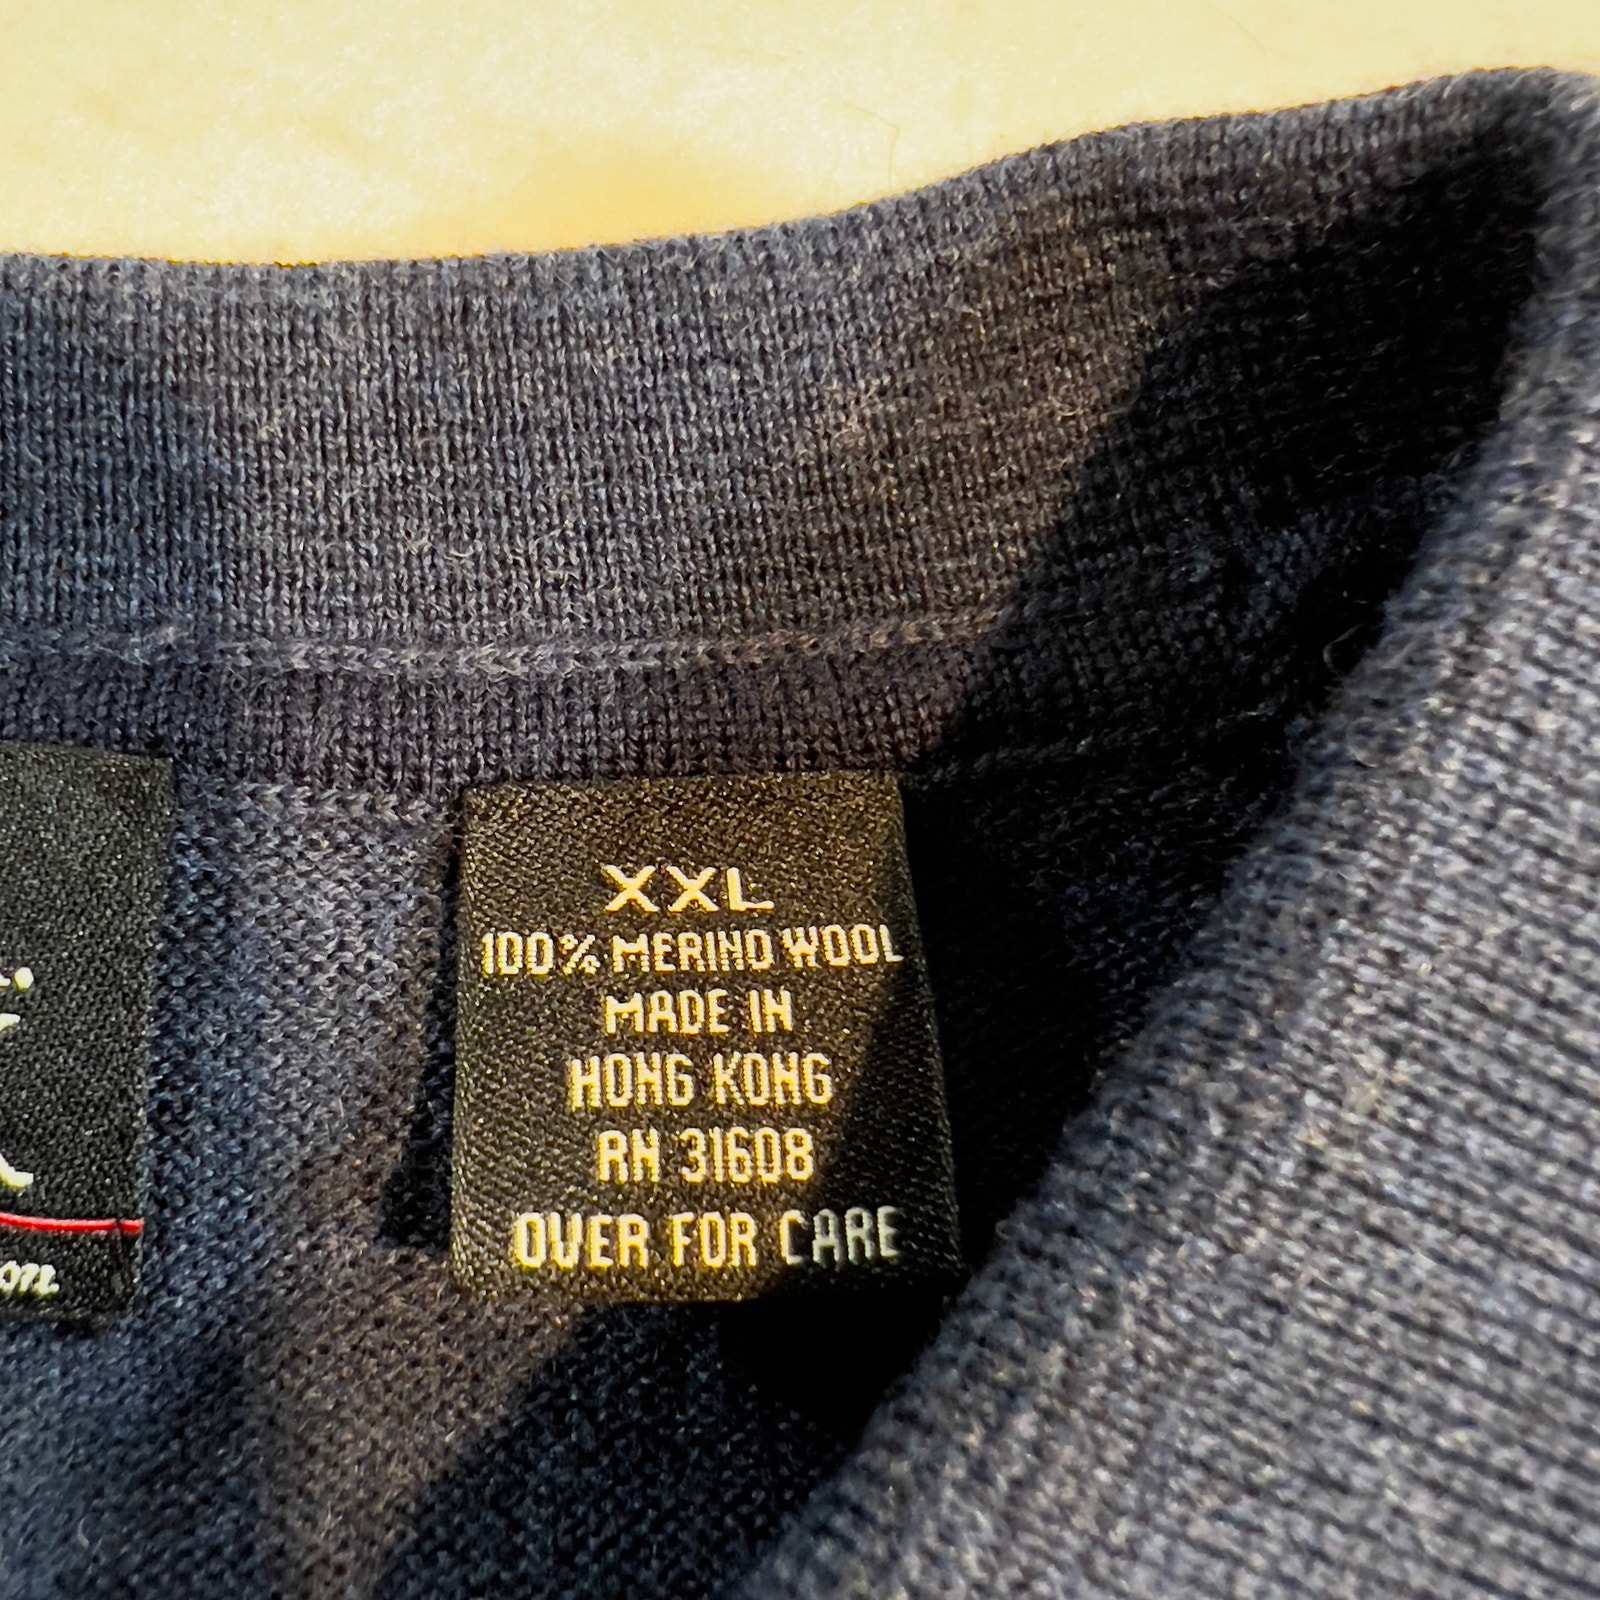 XXL
100% MERINO WOOL
MADE IN
HONG KONG
RN 31608
OVER FOR CARE